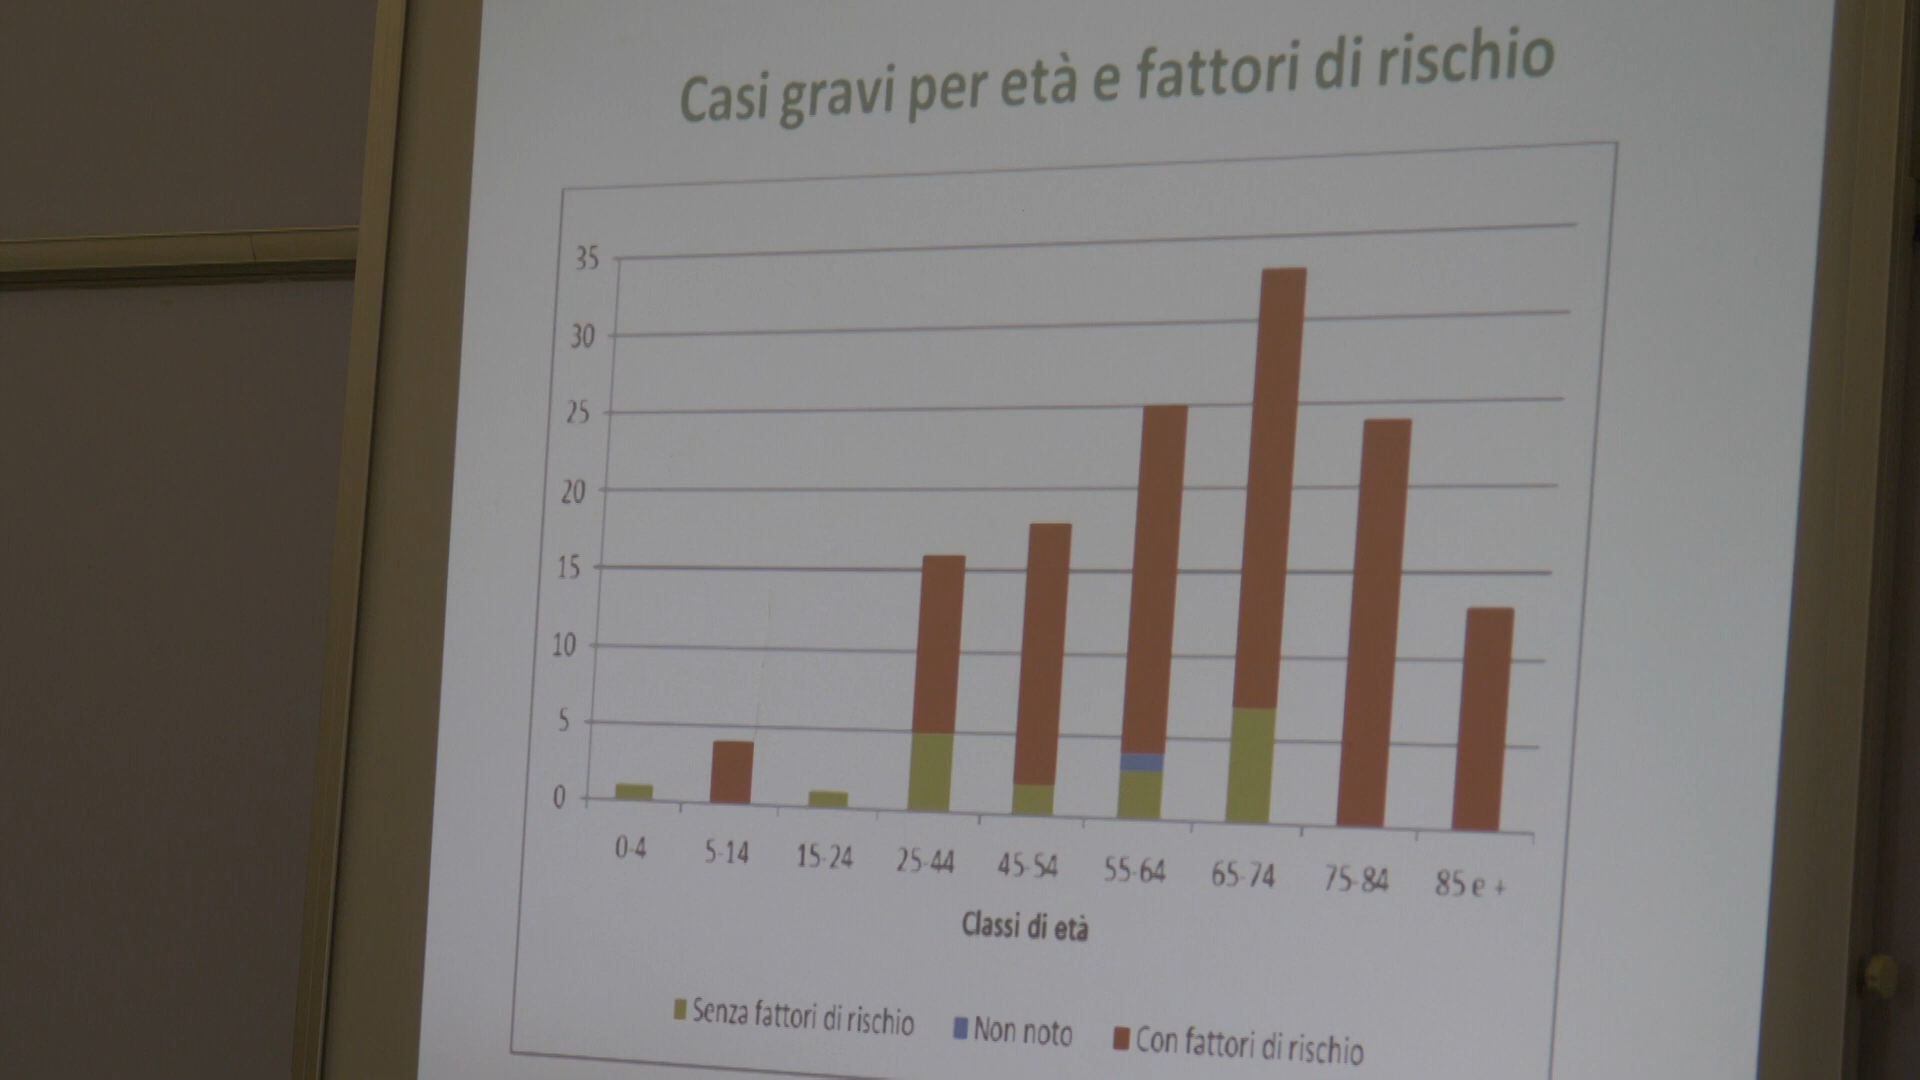 Casi gravi per età e fattori di rischio
35
30
25
20
15
10
5
0
0-4 5-14 15-24 25-44 45-54 55-64 65-74 75-84 85 e +
Classi di età
Senza fattori di rischio Non noto Con fattori di rischio